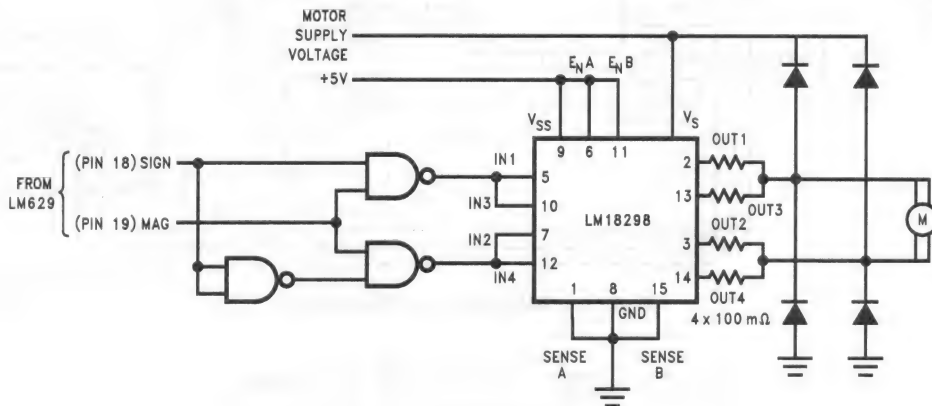 MOTOR
SUPPLY
VOLTAGE
+5V
ENA ENB
VSS
VS
9 6 11
FROM
LM629
(PIN 18) SIGN
(PIN 19) MAG
IN1
IN3
IN2
IN4
5
10
7
12
LM18298
2
13
3
14
OUT1
OUT3
OUT2
OUT4
4 x 100 mΩ
M
1 8 15
GND
SENSE
A
SENSE
B